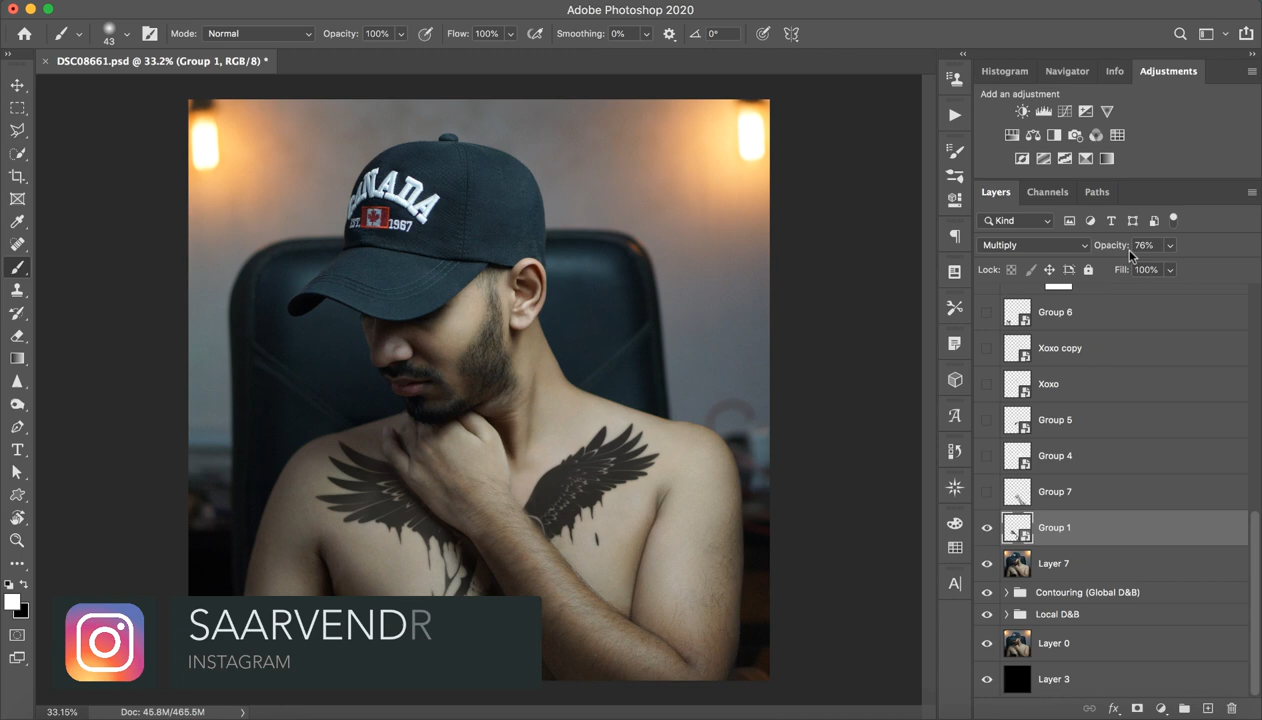 Adobe Photoshop 2020
43
Mode: Normal
Opacity: 100%
Flow: 100%
Smoothing: 0%
0°
DSC08661.psd @ 33.2% (Group 1, RGB/8) *
Histogram
Navigator
Info
Adjustments
Add an adjustment
Layers
Channels
Paths
Kind
Multiply
Opacity: 76%
Lock:
Fill: 100%
Group 6
Xoxo copy
Xoxo
Group 5
Group 4
Group 7
Group 1
Layer 7
Contouring (Global D&B)
Local D&B
Layer 0
Layer 3
CANADA
EST. 1967
SAARVENDR
INSTAGRAM
33.15%
Doc: 45.8M/465.5M